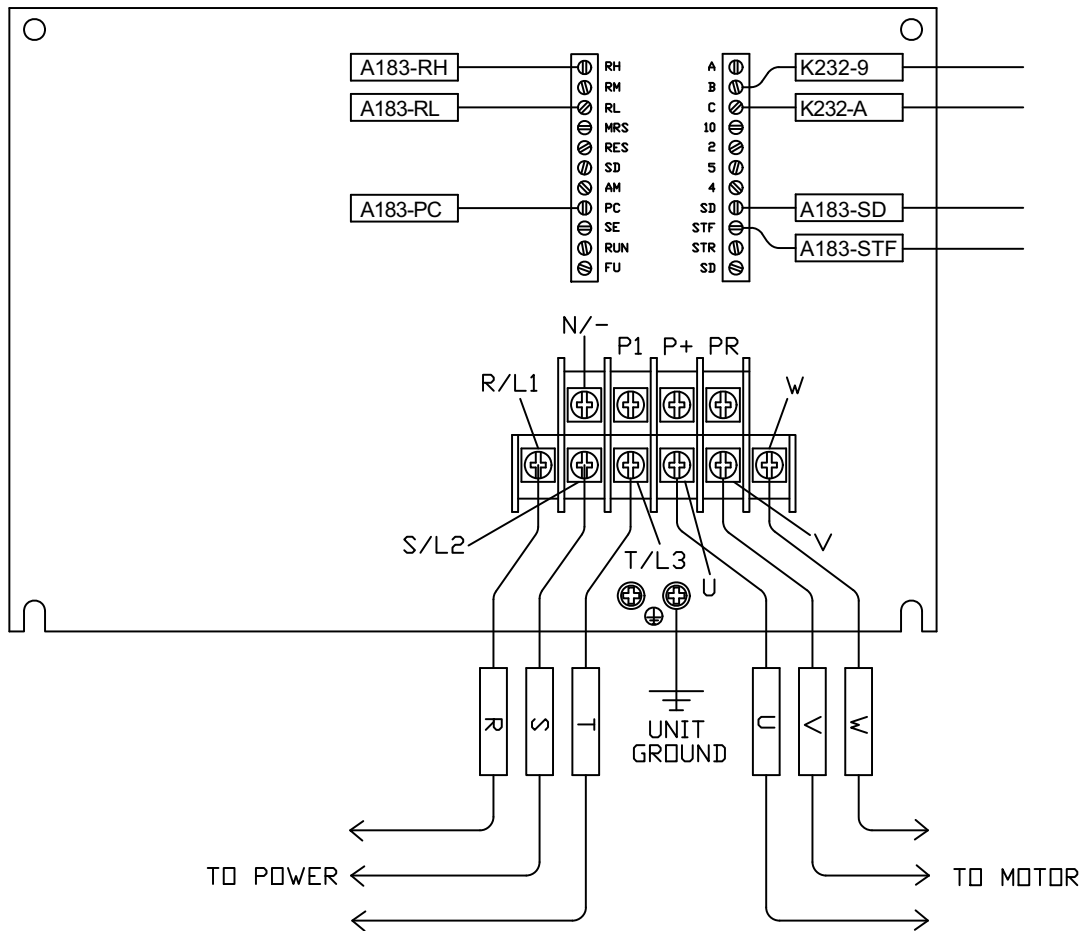 A183-RH
A183-RL
A183-PC
RH
RM
RL
MRS
RES
SD
AM
PC
SE
RUN
FU
A
B
C
10
2
5
4
SD
STF
STR
SD
K232-9
K232-A
A183-SD
A183-STF
N/-
P1 P+ PR
R/L1
W
S/L2
T/L3
U
V
R
S
T
UNIT
GROUND
U
V
W
TO POWER
TO MOTOR